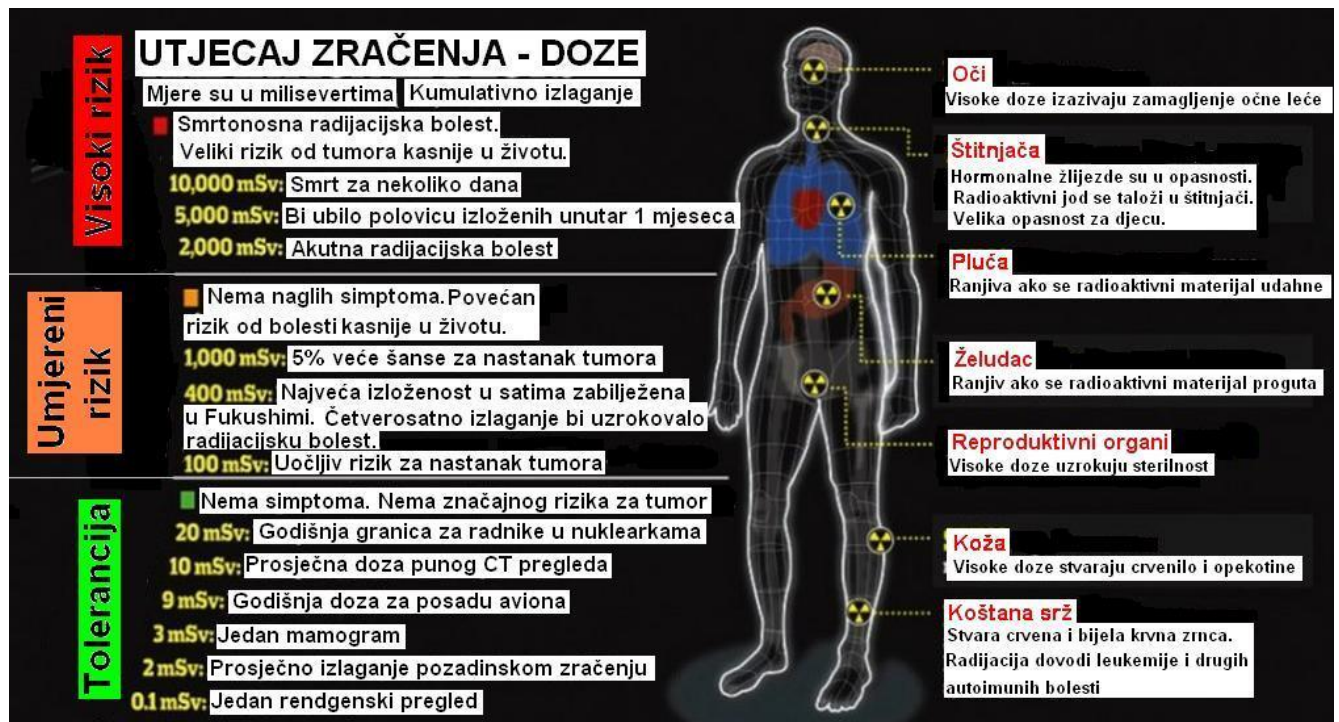 Visoki rizik
UTJECAJ ZRAČENJA - DOZE
Mjere su u milisevertima Kumulativno izlaganje
Smrtonosna radijacijska bolest.
Veliki rizik od tumora kasnije u životu.
10,000 mSv: Smrt za nekoliko dana
5,000 mSv: Bi ubilo polovicu izloženih unutar 1 mjeseca
2,000 mSv: Akutna radijacijska bolest
Umjereni
rizik
Nema naglih simptoma. Povećan
rizik od bolesti kasnije u životu.
1,000 mSv: 5% veće šanse za nastanak tumora
400 mSv: Najveća izloženost u satima zabilježena
u Fukushimi. Četverosatno izlaganje bi uzrokovalo
radijacijsku bolest.
100 mSv: Uočljiv rizik za nastanak tumora
Tolerancija
Nema simptoma. Nema značajnog rizika za tumor
20 mSv: Godišnja granica za radnike u nuklearkama
10 mSv: Prosječna doza punog CT pregleda
9 mSv: Godišnja doza za posadu aviona
3 mSv: Jedan mamogram
2 mSv: Prosječno izlaganje pozadinskom zračenju
0.1 mSv: Jedan rendgenski pregled
Oči
Visoke doze izazivaju zamagljenje očne leće
Štitnjača
Hormonalne žlijezde su u opasnosti.
Radioaktivni jod se taloži u štitnjači.
Velika opasnost za djecu.
Pluća
Ranjiva ako se radioaktivni materijal udahne
Želudac
Ranjiv ako se radioaktivni materijal proguta
Reproduktivni organi
Visoke doze uzrokuju sterilnost
Koža
Visoke doze stvaraju crvenilo i opekotine
Koštana srž
Stvara crvena i bijela krvna zrnca.
Radijacija dovodi leukemije i drugih
autoimunih bolesti